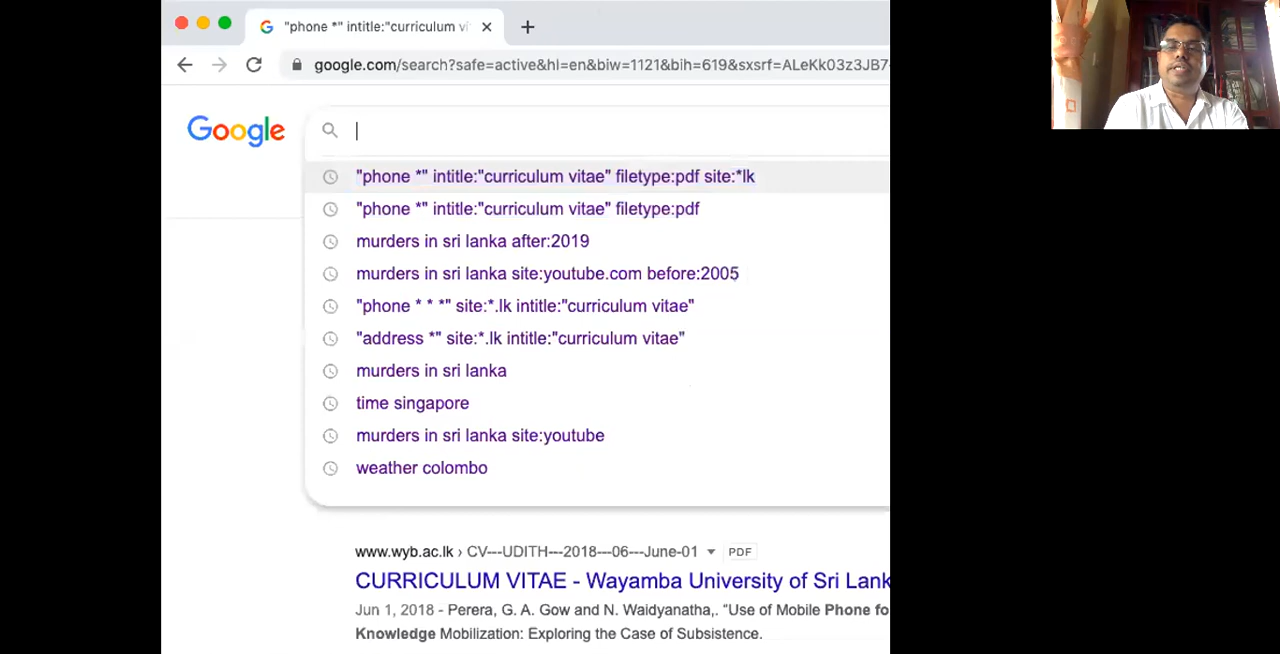 "phone *" intitle:"curriculum vi
google.com/search?safe=active&hl=en&biw=1121&bih=619&sxsrf=ALeKk03z3JB7
Google
"phone *" intitle:"curriculum vitae" filetype:pdf site:*lk
"phone *" intitle:"curriculum vitae" filetype:pdf
murders in sri lanka after:2019
murders in sri lanka site:youtube.com before:2005
"phone * * *" site:*.lk intitle:"curriculum vitae"
"address *" site:*.lk intitle:"curriculum vitae"
murders in sri lanka
time singapore
murders in sri lanka site:youtube
weather colombo
www.wyb.ac.lk › CV---UDITH---2018---06---June-01 PDF
CURRICULUM VITAE - Wayamba University of Sri Lank
Jun 1, 2018 - Perera, G. A. Gow and N. Waidyanatha,. "Use of Mobile Phone fo
Knowledge Mobilization: Exploring the Case of Subsistence.